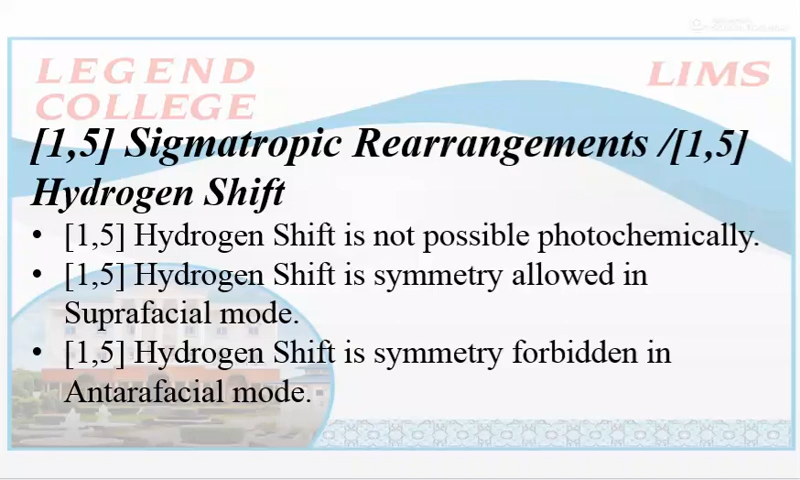 LEGEND
COLLEGE
LIMS
[1,5] Sigmatropic Rearrangements /[1,5]
Hydrogen Shift
• [1,5] Hydrogen Shift is not possible photochemically.
• [1,5] Hydrogen Shift is symmetry allowed in
Suprafacial mode.
• [1,5] Hydrogen Shift is symmetry forbidden in
Antarafacial mode.